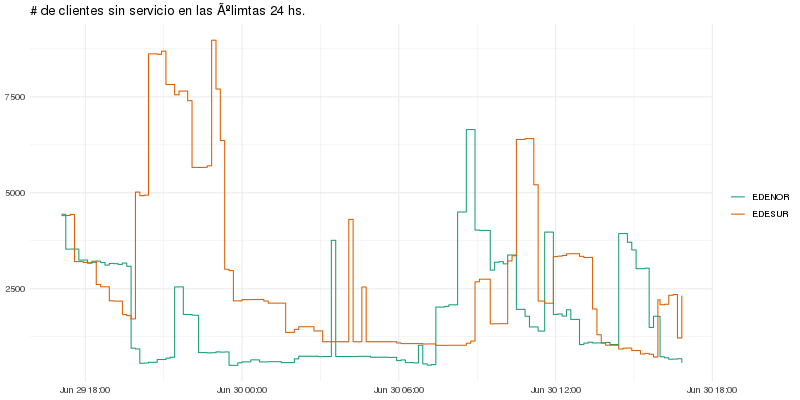 # de clientes sin servicio en las Ãºlimtas 24 hs.
7500
5000
2500
Jun 29 18:00
Jun 30 00:00
Jun 30 06:00
Jun 30 12:00
Jun 30 18:00
EDENOR
EDESUR